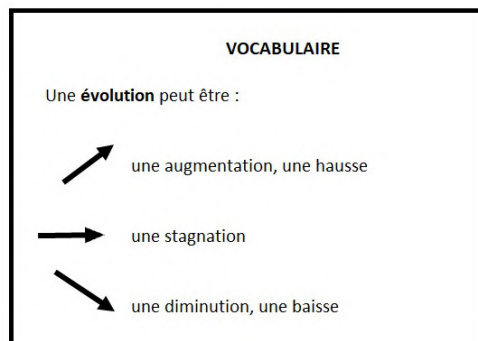 VOCABULAIRE
Une évolution peut être :
une augmentation, une hausse
une stagnation
une diminution, une baisse